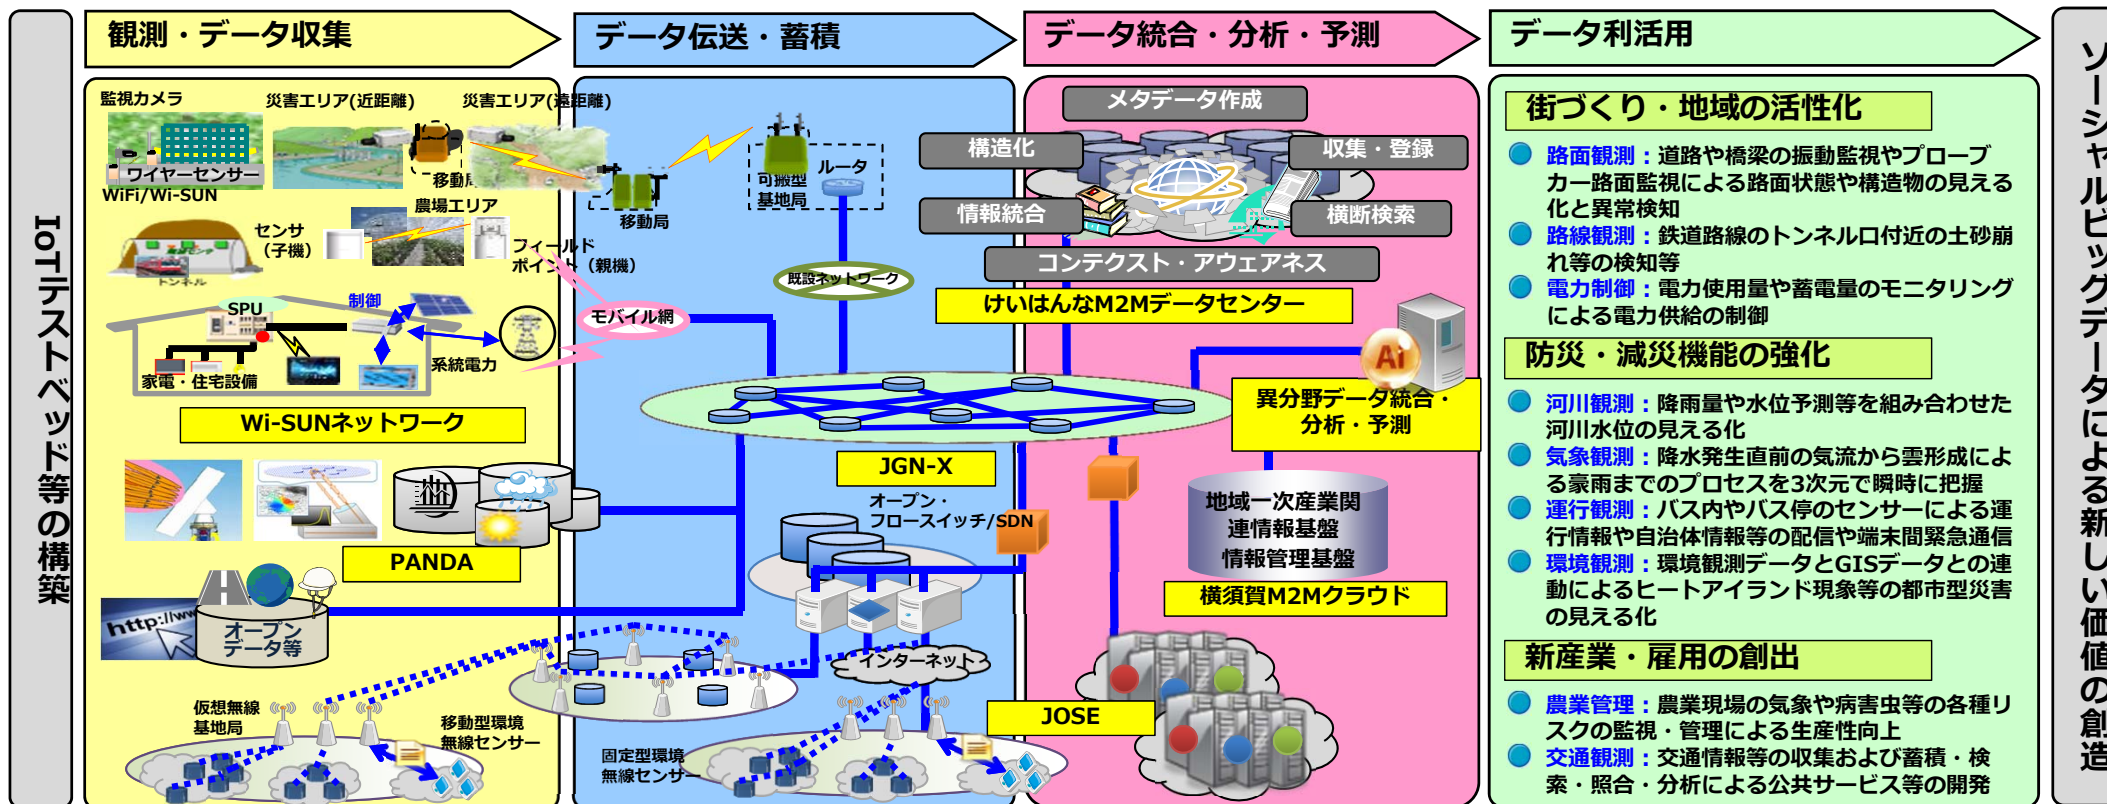 IoTテストベッド等の構築
観測・データ収集
監視カメラ
災害エリア(近距離)
災害エリア(遠距離)
ワイヤーセンサー
WiFi/Wi-SUN
移動局
農場エリア
センサ
（子機）
フィールド
ポイント（親機）
トンネル
SPU
制御
家電・住宅設備
系統電力
Wi-SUNネットワーク
PANDA
http://ww
オープン
データ等
仮想無線
基地局
移動型環境
無線センサー
データ伝送・蓄積
移動局
可搬型
基地局
ルータ
既設ネットワーク
モバイル網
JGN-X
オープン・
フロースイッチ/SDN
インターネット
固定型環境
無線センサー
データ統合・分析・予測
メタデータ作成
構造化
収集・登録
情報統合
横断検索
コンテクスト・アウェアネス
けいはんなM2Mデータセンター
Ai
異分野データ統合・
分析・予測
地域一次産業関
連情報基盤
情報管理基盤
横須賀M2Mクラウド
JOSE
データ利活用
街づくり・地域の活性化
路面観測：道路や橋梁の振動監視やプローブ
カー路面監視による路面状態や構造物の見える
化と異常検知
路線観測：鉄道路線のトンネル口付近の土砂崩
れ等の検知等
電力制御：電力使用量や蓄電量のモニタリング
による電力供給の制御
防災・減災機能の強化
河川観測：降雨量や水位予測等を組み合わせた
河川水位の見える化
気象観測：降水発生直前の気流から雲形成によ
る豪雨までのプロセスを3次元で瞬時に把握
運行観測：バス内やバス停のセンサーによる運
行情報や自治体情報等の配信や端末間緊急通信
環境観測：環境観測データとGISデータとの連
動によるヒートアイランド現象等の都市型災害
の見える化
新産業・雇用の創出
農業管理：農業現場の気象や病害虫等の各種リ
スクの監視・管理による生産性向上
交通観測：交通情報等の収集および蓄積・検
索・照合・分析による公共サービス等の開発
ソーシャルビッグデータによる新しい価値の創造